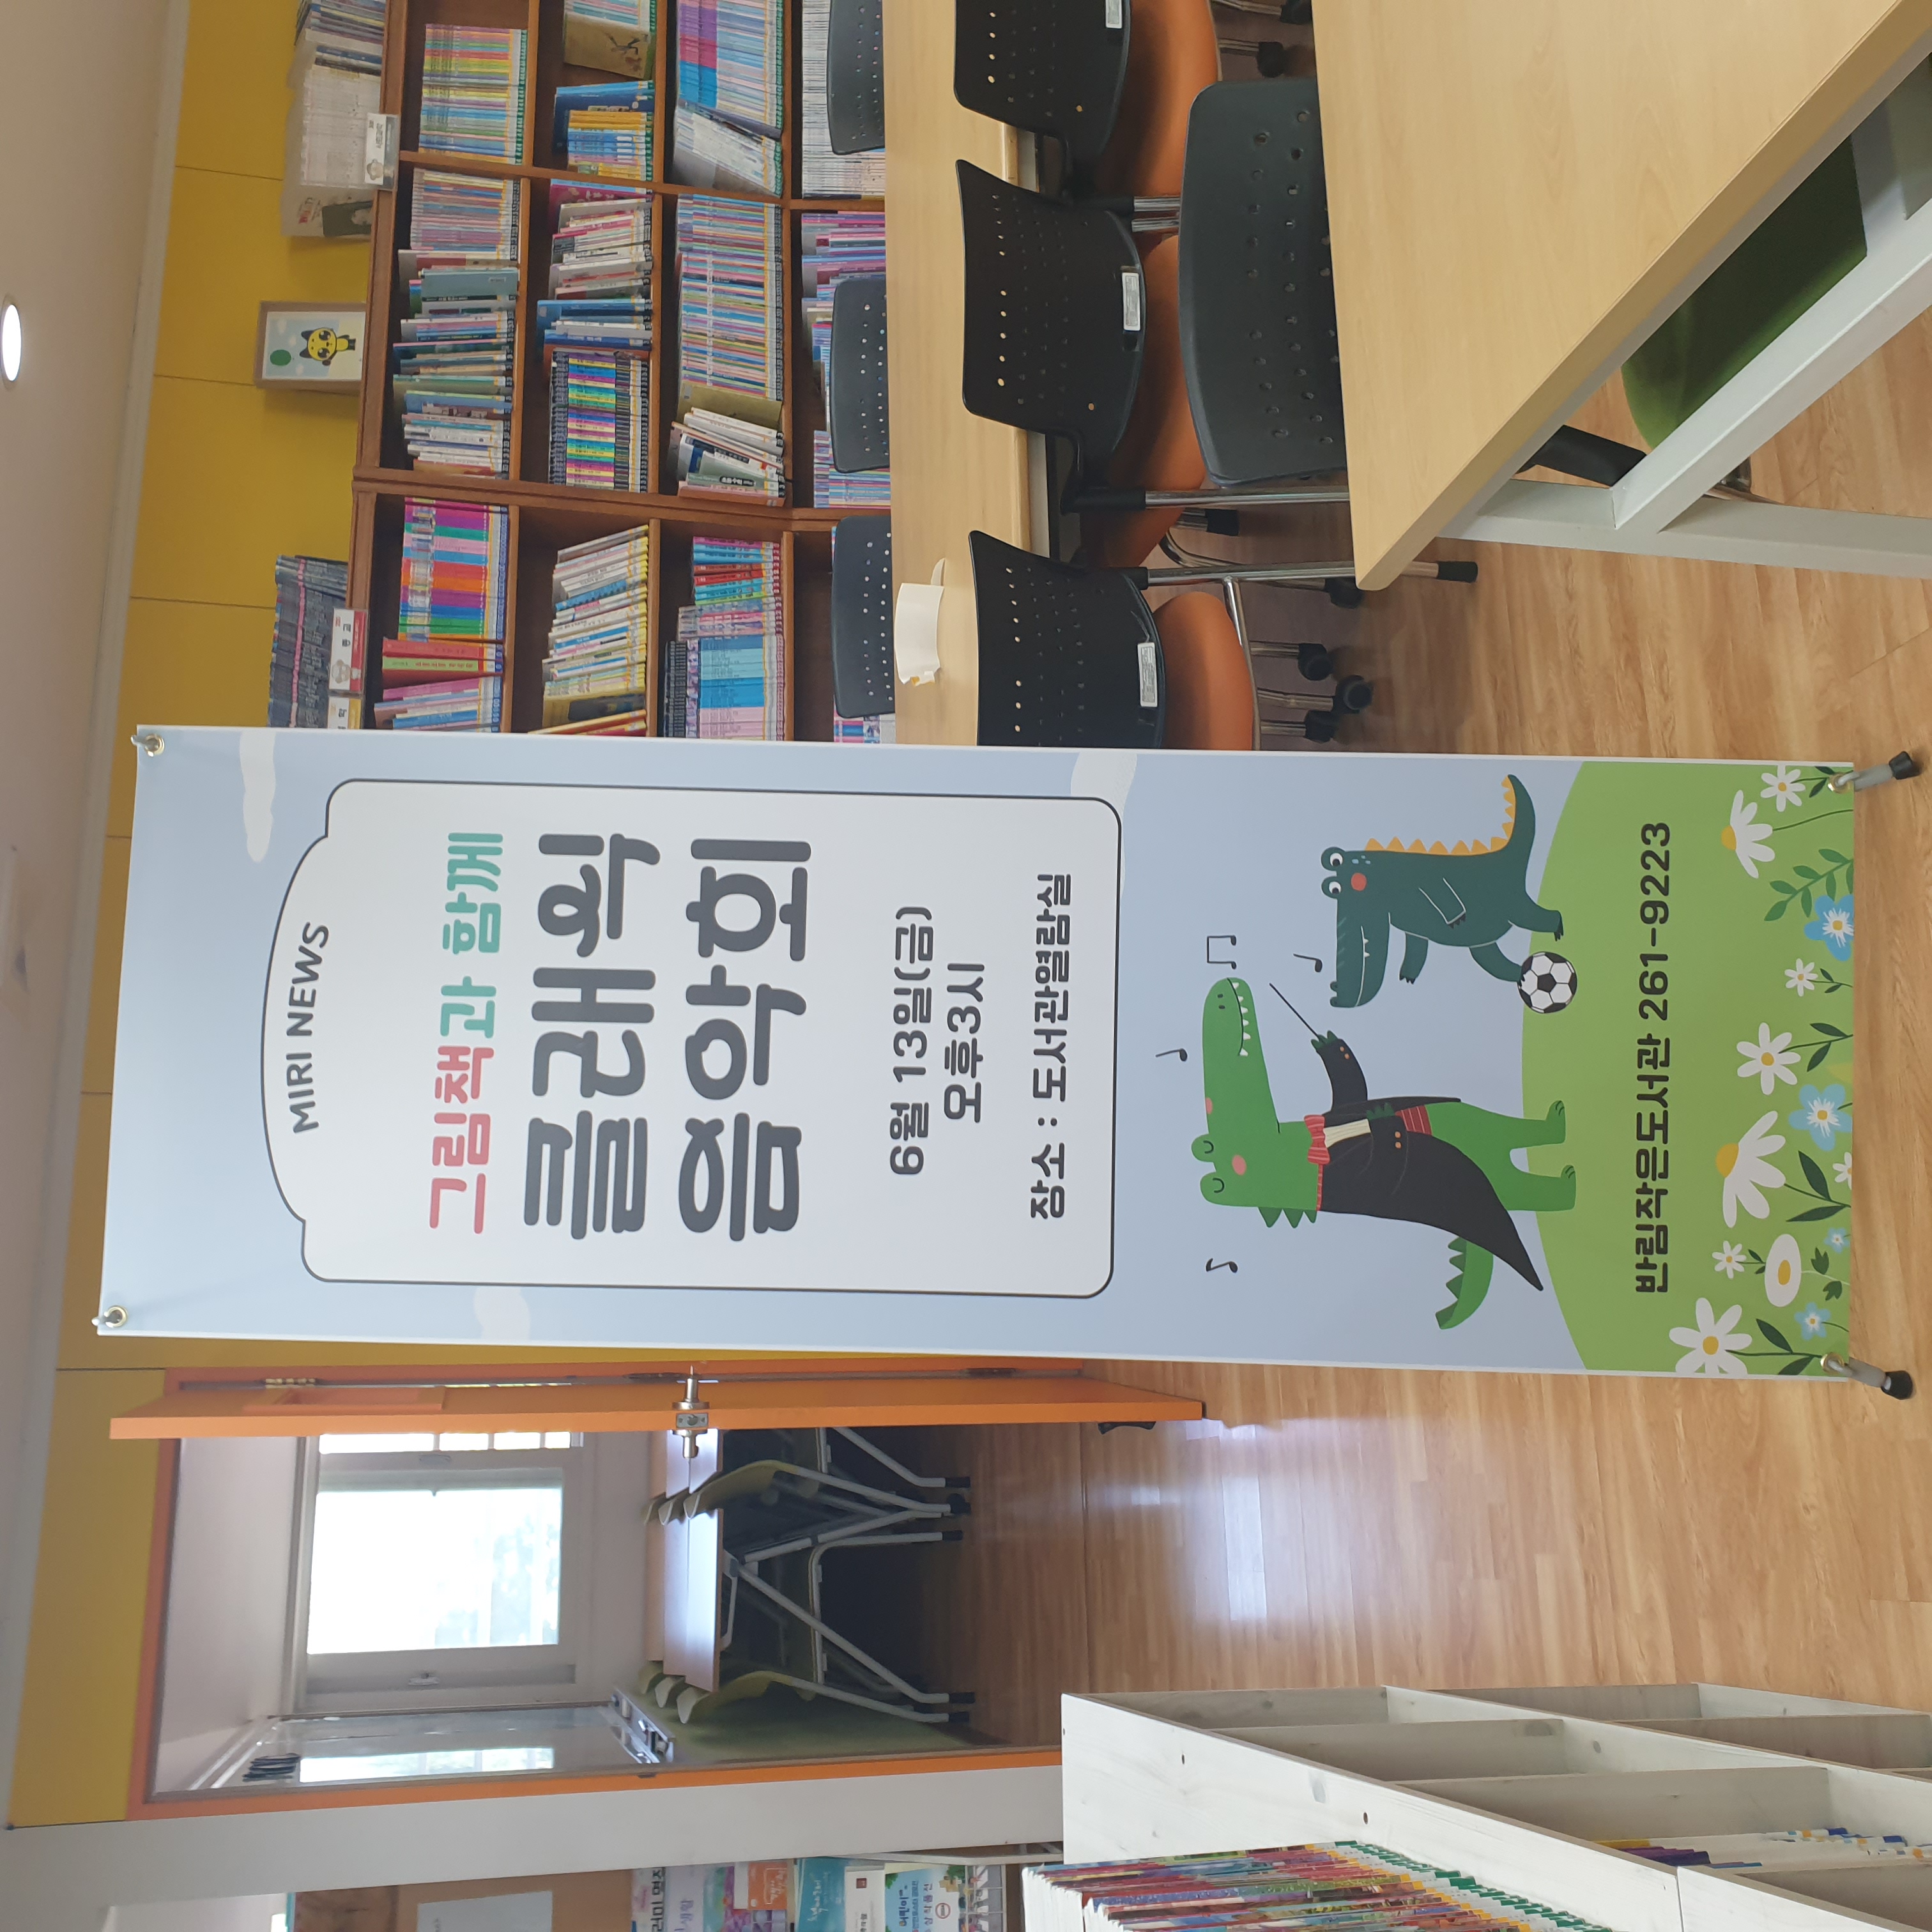 MIRI NEWS
그림책과 함께
클래식
음악회
6월 13일(금)
오후3시
장소 : 도서관열람실
반림작은도서관 261-9223